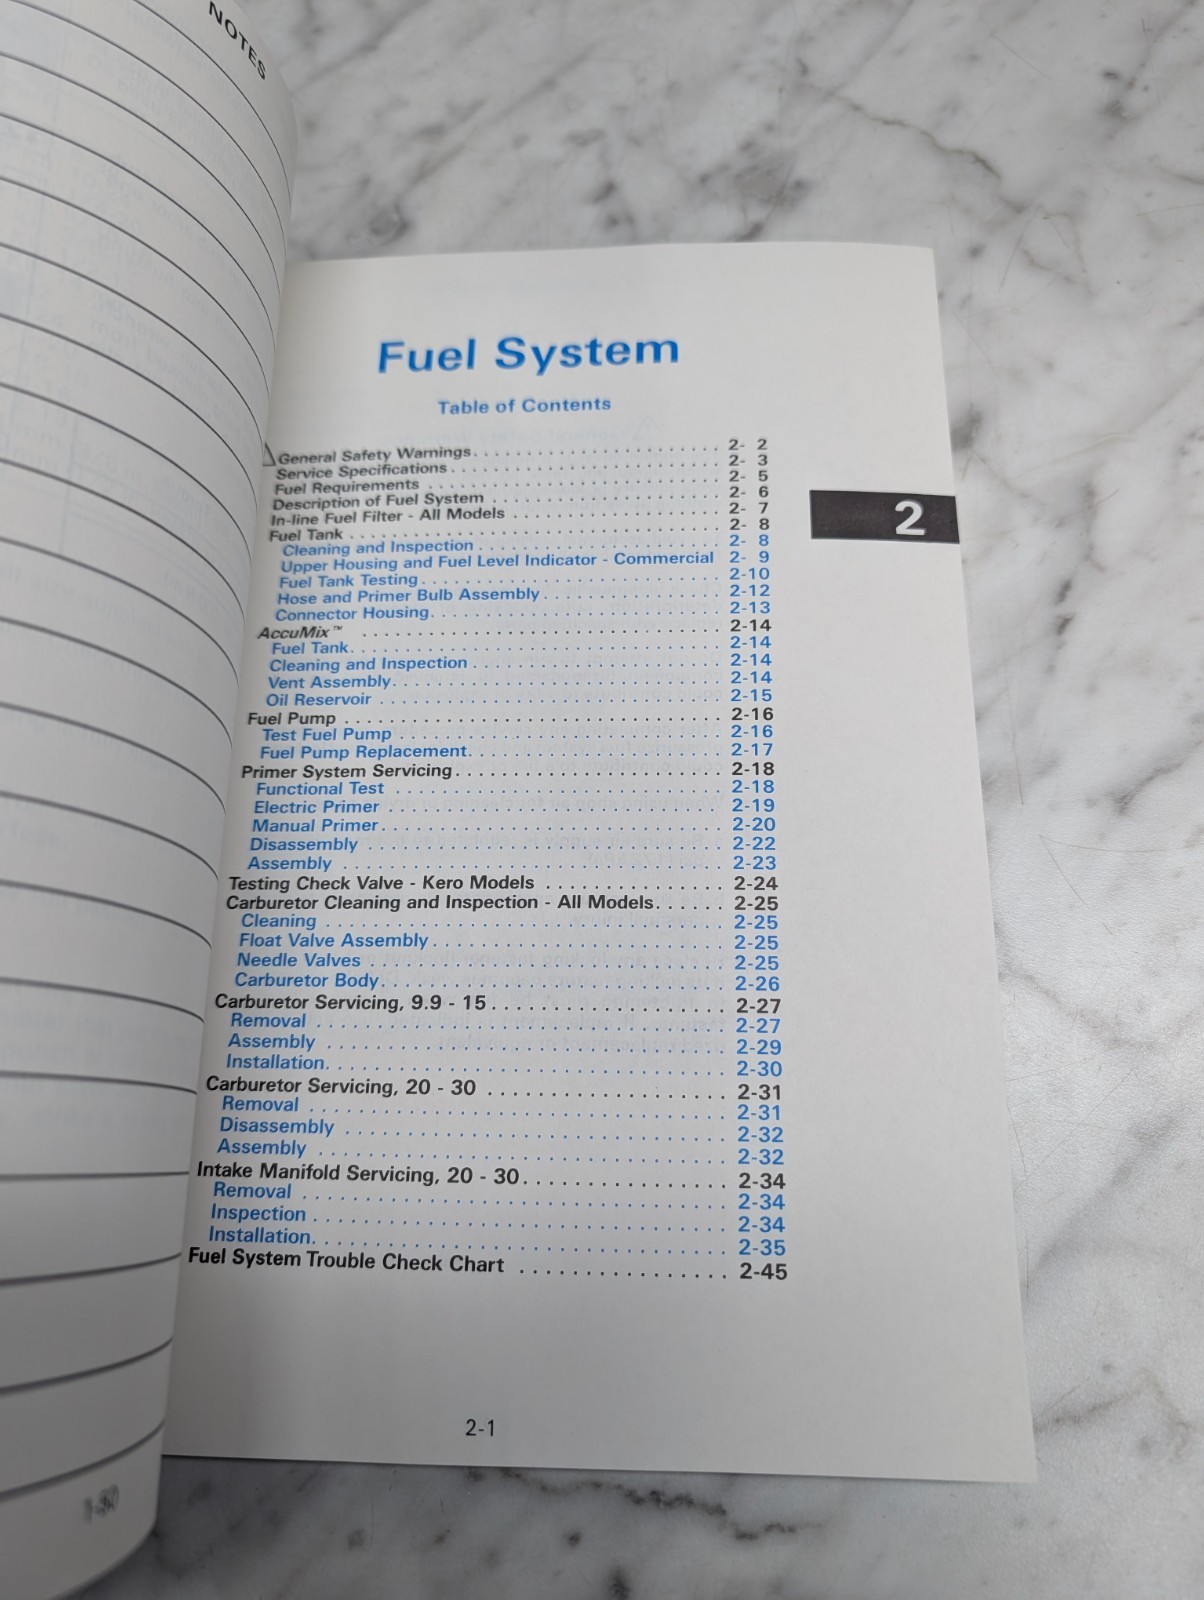 NOTES
Fuel System
Table of Contents
General Safety Warnings. . . . . . . . . . . . . . . . . . . . . . . . 2- 2
Service Specifications . . . . . . . . . . . . . . . . . . . . . . . . . 2- 3
Fuel Requirements . . . . . . . . . . . . . . . . . . . . . . . . . . 2- 5
Description of Fuel System . . . . . . . . . . . . . . . . . . . . . 2- 6
In-line Fuel Filter - All Models . . . . . . . . . . . . . . . . . . . 2- 7
Fuel Tank . . . . . . . . . . . . . . . . . . . . . . . . . . . . . . . . 2- 8
Cleaning and Inspection . . . . . . . . . . . . . . . . . . . . . . 2- 8
Upper Housing and Fuel Level Indicator - Commercial 2- 9
Fuel Tank Testing . . . . . . . . . . . . . . . . . . . . . . . . . . . 2-10
Hose and Primer Bulb Assembly . . . . . . . . . . . . . . . . 2-12
Connector Housing. . . . . . . . . . . . . . . . . . . . . . . . . . 2-13
AccuMix™ . . . . . . . . . . . . . . . . . . . . . . . . . . . . . . . 2-14
Fuel Tank. . . . . . . . . . . . . . . . . . . . . . . . . . . . . . . . 2-14
Cleaning and Inspection . . . . . . . . . . . . . . . . . . . . . . 2-14
Vent Assembly. . . . . . . . . . . . . . . . . . . . . . . . . . . . . 2-14
Oil Reservoir . . . . . . . . . . . . . . . . . . . . . . . . . . . . . . 2-15
Fuel Pump . . . . . . . . . . . . . . . . . . . . . . . . . . . . . . . . 2-16
Test Fuel Pump . . . . . . . . . . . . . . . . . . . . . . . . . . . . 2-16
Fuel Pump Replacement. . . . . . . . . . . . . . . . . . . . . . 2-17
Primer System Servicing . . . . . . . . . . . . . . . . . . . . . . . 2-18
Functional Test . . . . . . . . . . . . . . . . . . . . . . . . . . . . 2-18
Electric Primer . . . . . . . . . . . . . . . . . . . . . . . . . . . . 2-19
Manual Primer. . . . . . . . . . . . . . . . . . . . . . . . . . . . . 2-20
Disassembly . . . . . . . . . . . . . . . . . . . . . . . . . . . . . . 2-22
Assembly . . . . . . . . . . . . . . . . . . . . . . . . . . . . . . . . 2-23
Testing Check Valve - Kero Models . . . . . . . . . . . . . . . 2-24
Carburetor Cleaning and Inspection - All Models. . . . . . 2-25
Cleaning . . . . . . . . . . . . . . . . . . . . . . . . . . . . . . . . . 2-25
Float Valve Assembly . . . . . . . . . . . . . . . . . . . . . . . . 2-25
Needle Valves . . . . . . . . . . . . . . . . . . . . . . . . . . . . . 2-25
Carburetor Body. . . . . . . . . . . . . . . . . . . . . . . . . . . . 2-26
Carburetor Servicing, 9.9 - 15 . . . . . . . . . . . . . . . . . . . 2-27
Removal . . . . . . . . . . . . . . . . . . . . . . . . . . . . . . . . . 2-27
Assembly . . . . . . . . . . . . . . . . . . . . . . . . . . . . . . . . 2-29
Installation. . . . . . . . . . . . . . . . . . . . . . . . . . . . . . . . 2-30
Carburetor Servicing, 20 - 30 . . . . . . . . . . . . . . . . . . . 2-31
Removal . . . . . . . . . . . . . . . . . . . . . . . . . . . . . . . . . 2-31
Disassembly . . . . . . . . . . . . . . . . . . . . . . . . . . . . . . 2-32
Assembly . . . . . . . . . . . . . . . . . . . . . . . . . . . . . . . . 2-32
Intake Manifold Servicing, 20 - 30 . . . . . . . . . . . . . . . . 2-34
Removal . . . . . . . . . . . . . . . . . . . . . . . . . . . . . . . . . 2-34
Inspection . . . . . . . . . . . . . . . . . . . . . . . . . . . . . . . . 2-34
Installation. . . . . . . . . . . . . . . . . . . . . . . . . . . . . . . . 2-35
Fuel System Trouble Check Chart . . . . . . . . . . . . . . . . 2-45
2
2-1